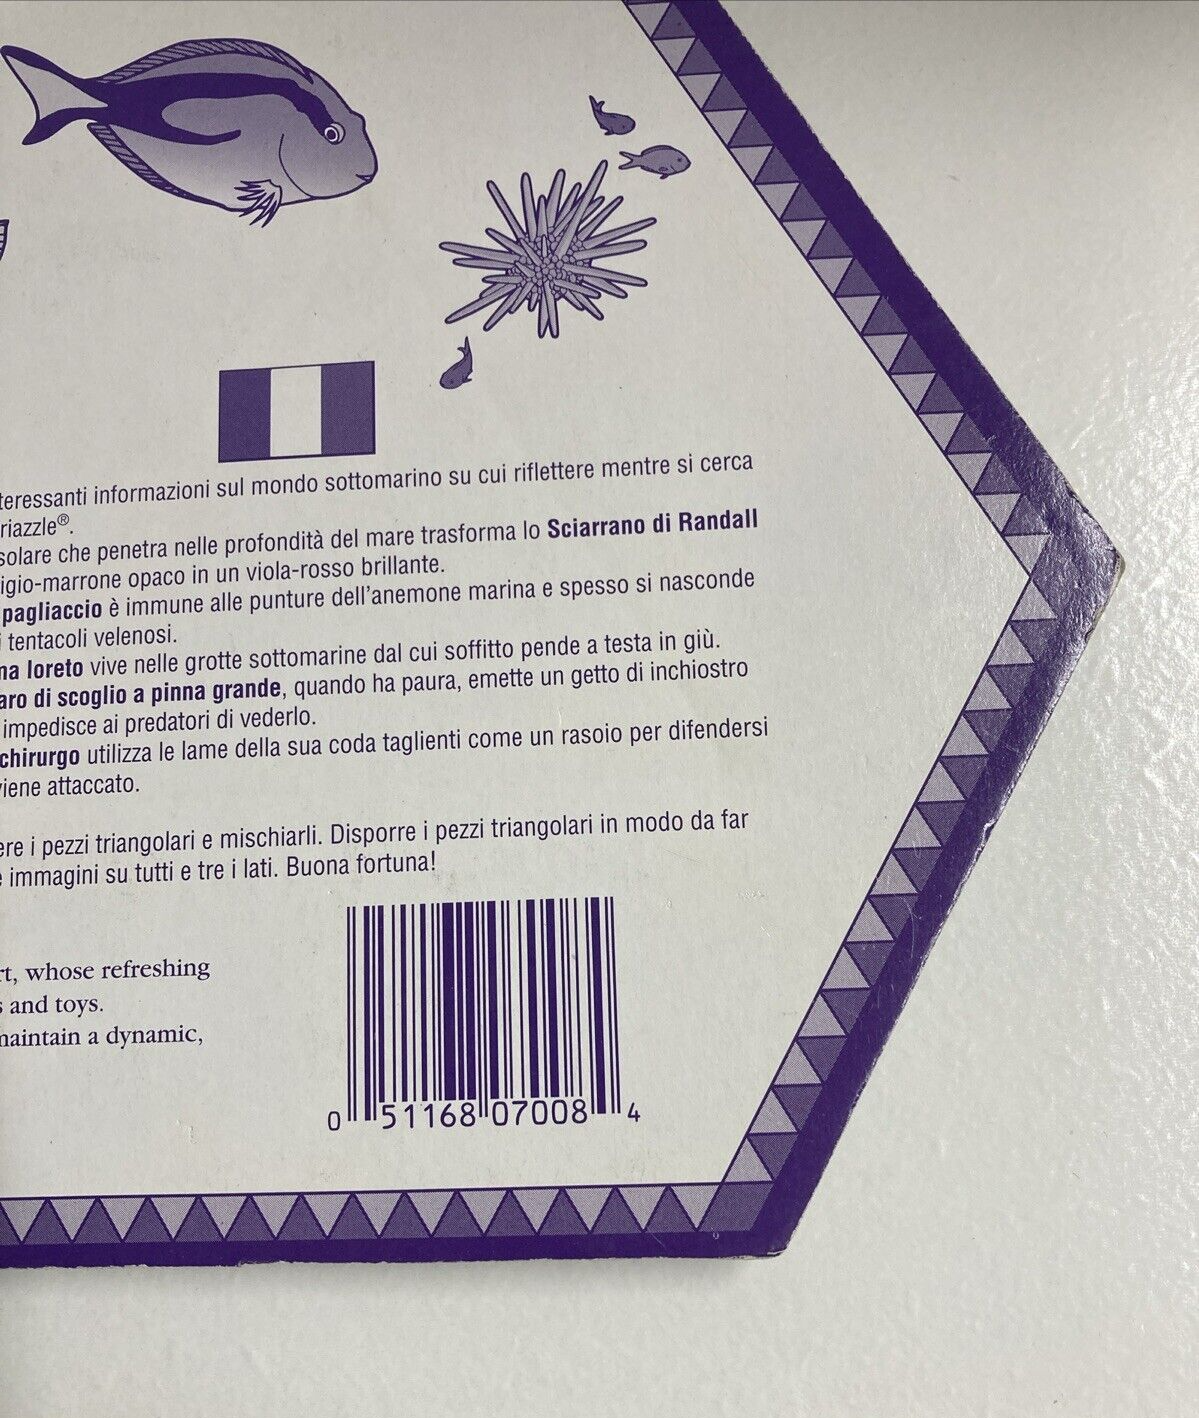 teressanti informazioni sul mondo sottomarino su cui riflettere mentre si cerca
riazzle®.
solare che penetra nelle profondità del mare trasforma lo Sciarrano di Randall
igio-marrone opaco in un viola-rosso brillante.
pagliaccio è immune alle punture dell'anemone marina e spesso si nasconde
i tentacoli velenosi.
na loreto vive nelle grotte sottomarine dal cui soffitto pende a testa in giù.
aro di scoglio a pinna grande, quando ha paura, emette un getto di inchiostro
impedisce ai predatori di vederlo.
chirurgo utilizza le lame della sua coda taglienti come un rasoio per difendersi
viene attaccato.
ere i pezzi triangolari e mischiarli. Disporre i pezzi triangolari in modo da far
e immagini su tutti e tre i lati. Buona fortuna!
rt, whose refreshing
s and toys.
maintain a dynamic,
0 51168 07008 4